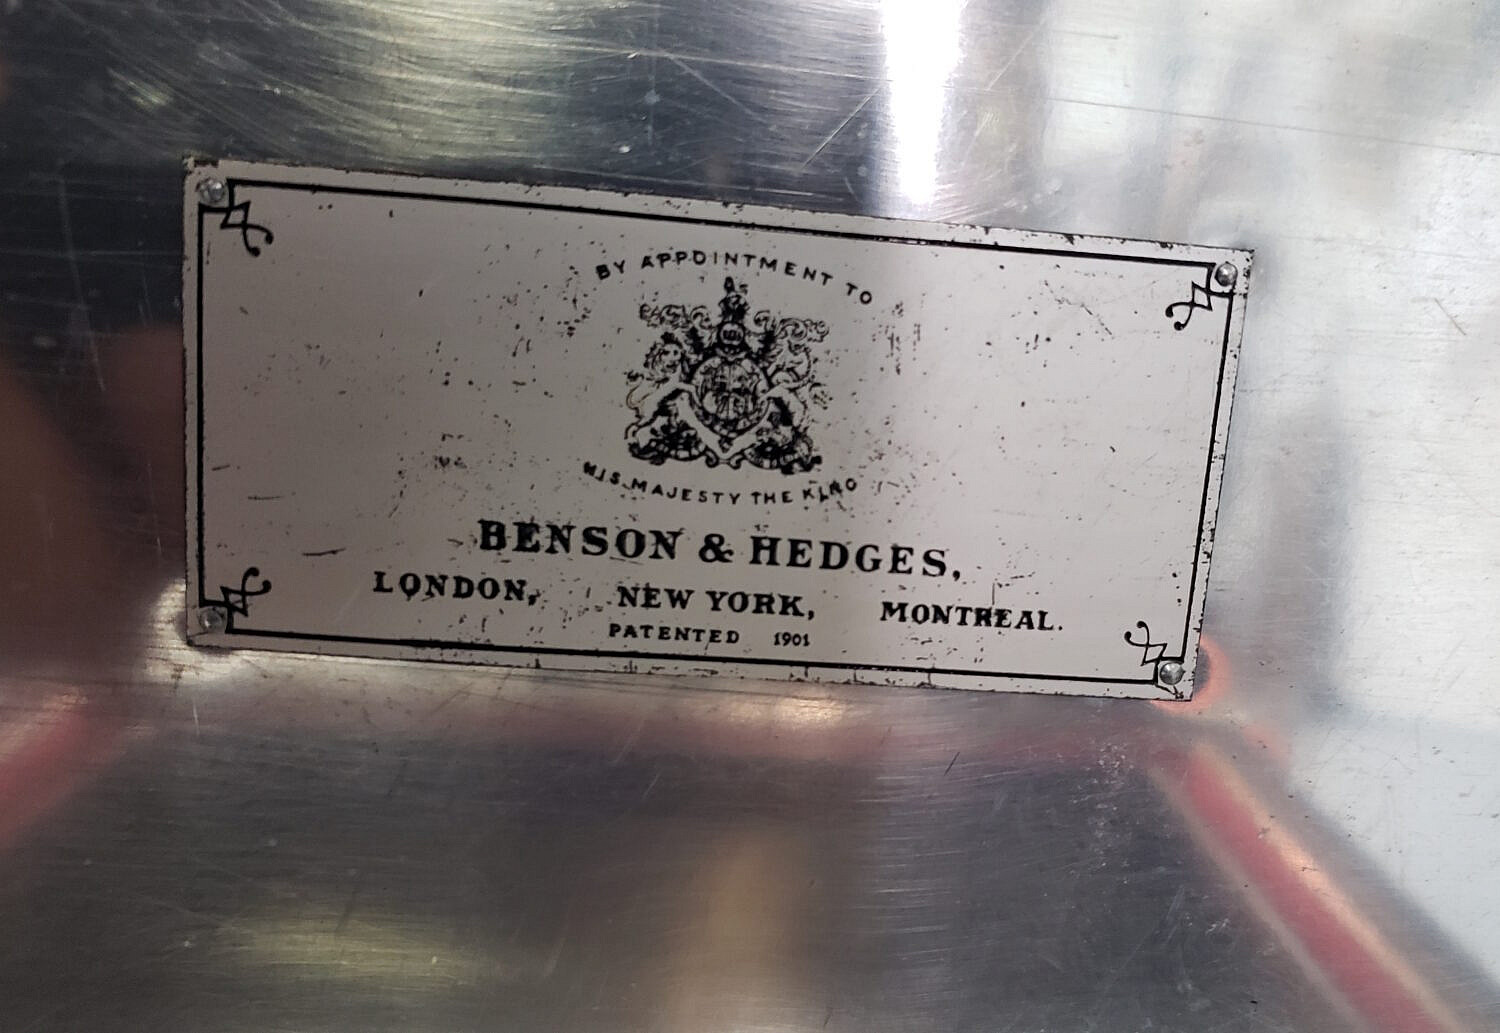 BY APPOINTMENT TO
HIS MAJESTY THE KING
BENSON & HEDGES,
LONDON, NEW YORK, MONTREAL.
PATENTED 1901